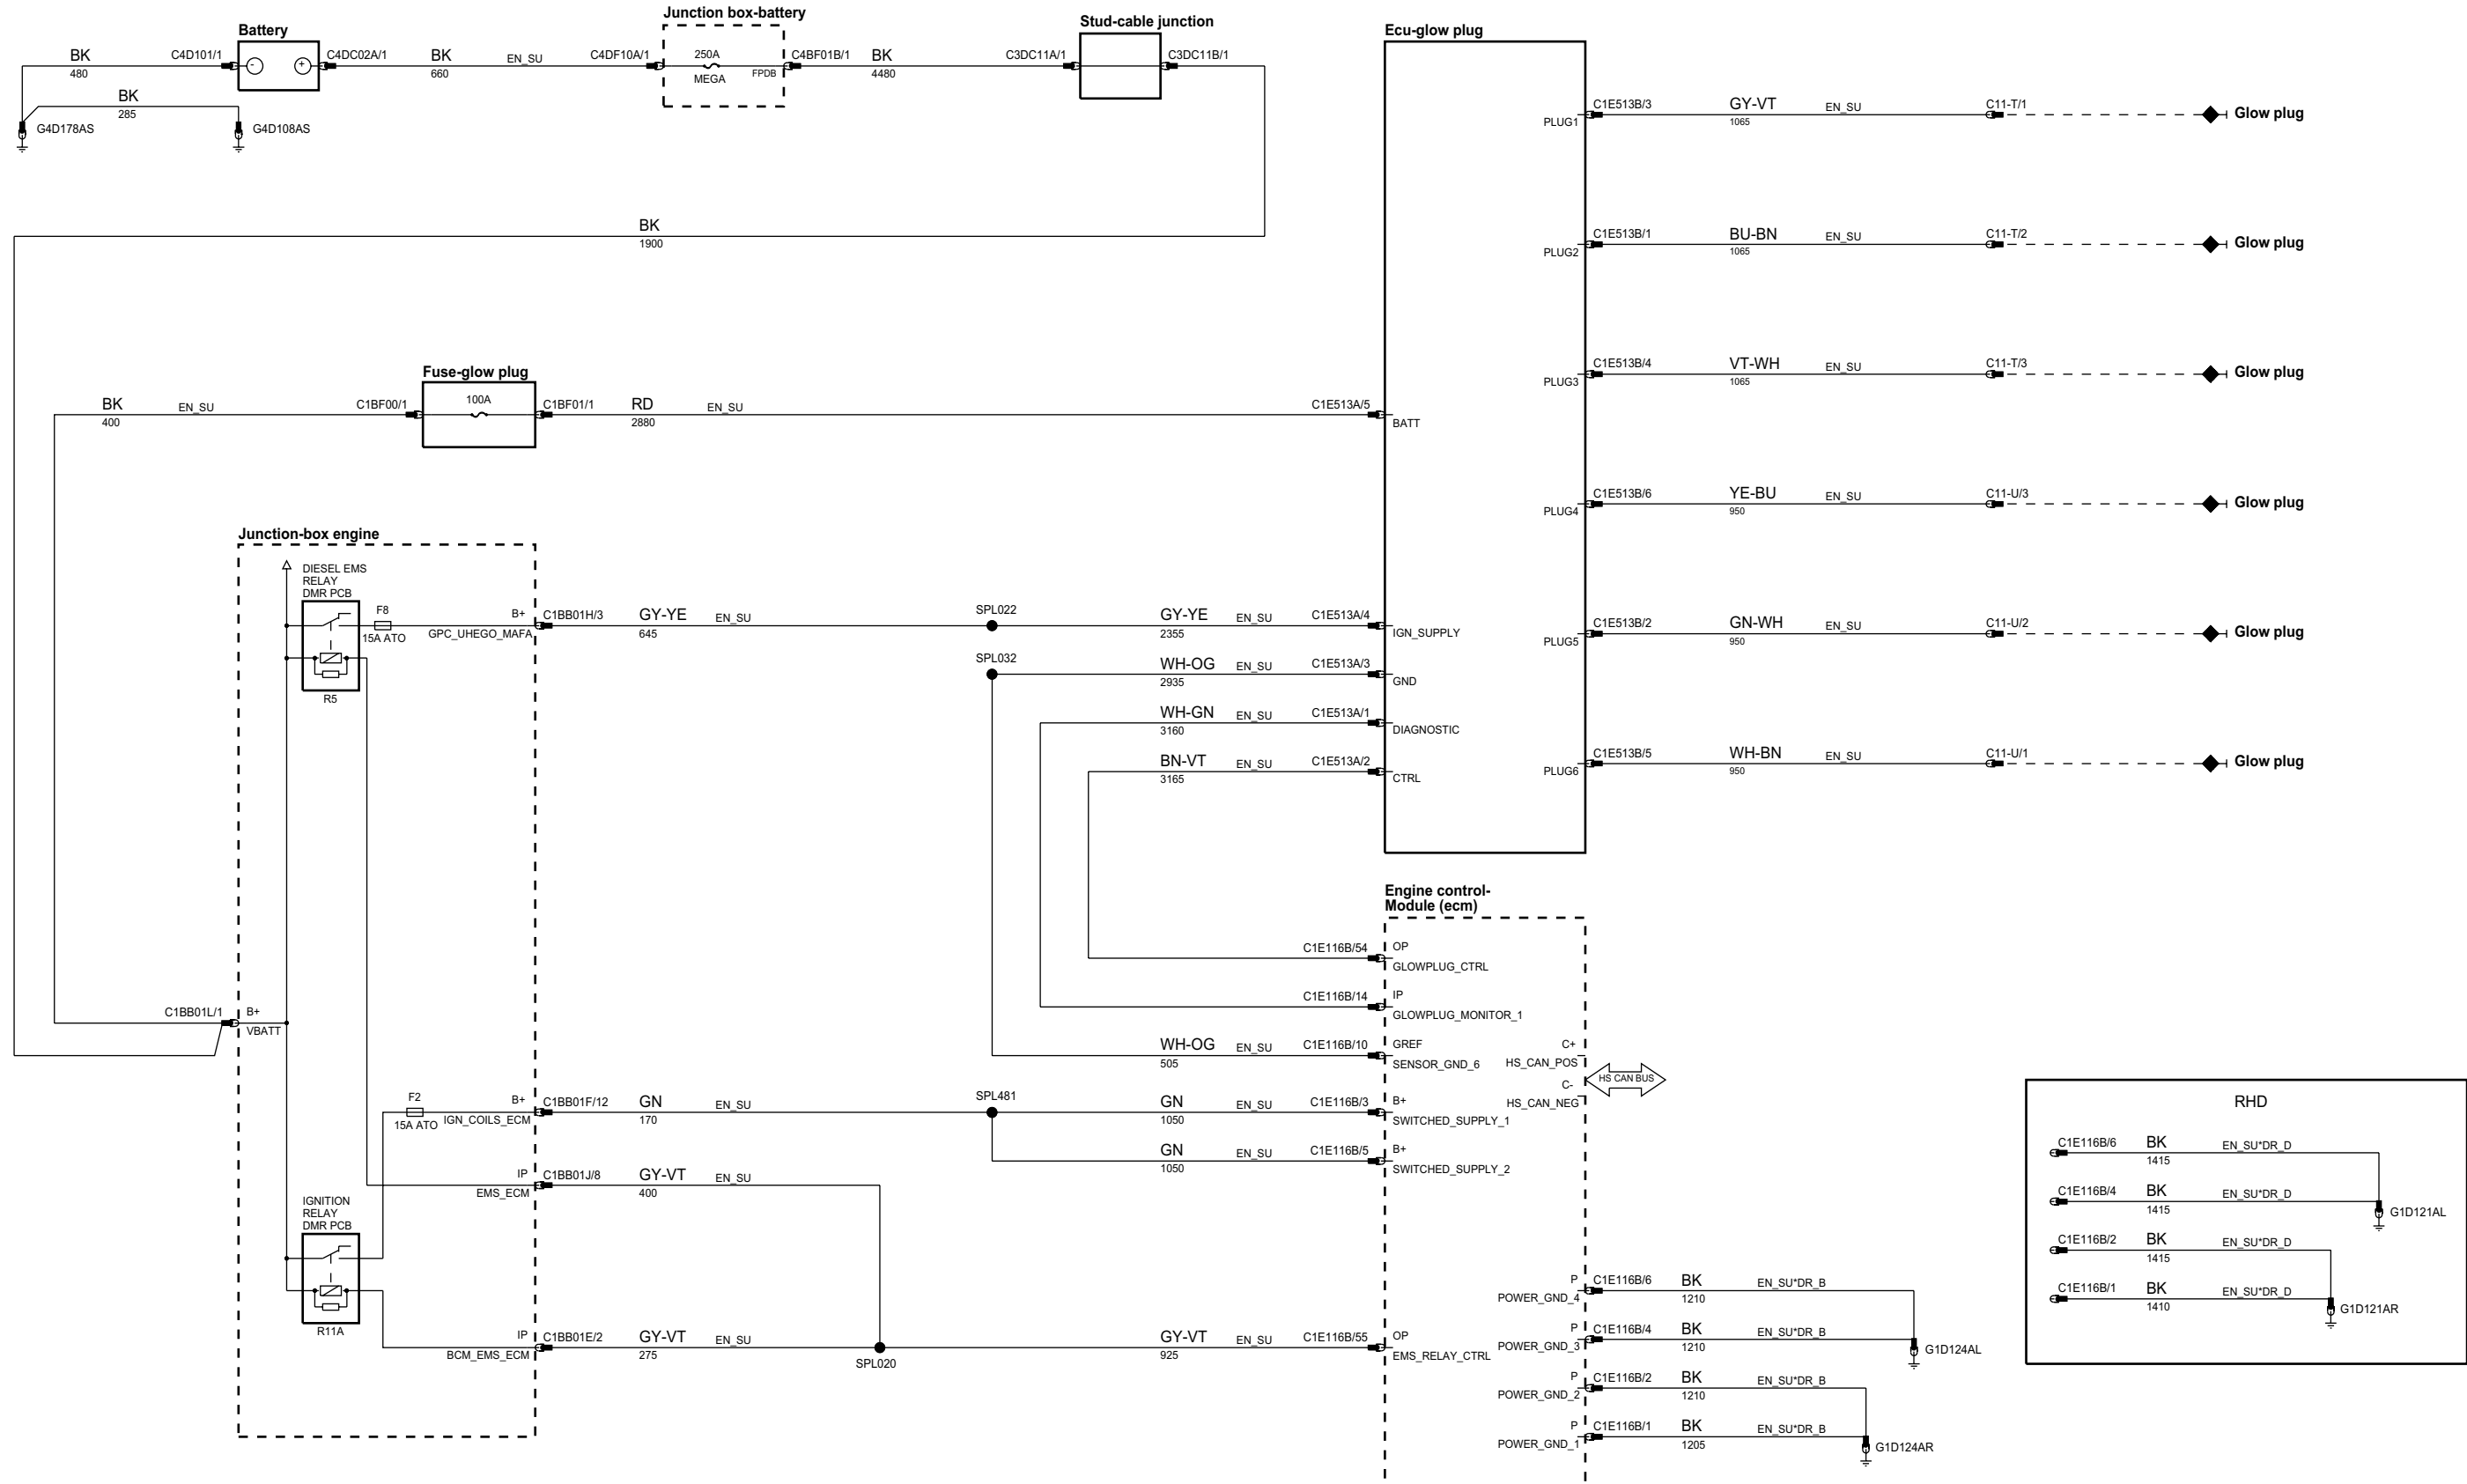 Battery
BK
480
C4D101/1
-
+
C4DC02A/1
BK
660
EN_SU
BK
285
G4D178AS
G4D108AS
Junction box-battery
C4DF10A/1
250A
MEGA
FPDB
C4BF01B/1
BK
4480
Stud-cable junction
C3DC11A/1
C3DC11B/1
BK
1900
Fuse-glow plug
BK
400
EN_SU
C1BF00/1
100A
C1BF01/1
RD
2880
EN_SU
C1E513A/5
BATT
Ecu-glow plug
PLUG1
C1E513B/3
GY-VT
1065
EN_SU
C11-T/1
Glow plug
PLUG2
C1E513B/1
BU-BN
1065
EN_SU
C11-T/2
Glow plug
PLUG3
C1E513B/4
VT-WH
1065
EN_SU
C11-T/3
Glow plug
PLUG4
C1E513B/6
YE-BU
950
EN_SU
C11-U/3
Glow plug
PLUG5
C1E513B/2
GN-WH
950
EN_SU
C11-U/2
Glow plug
PLUG6
C1E513B/5
WH-BN
950
EN_SU
C11-U/1
Glow plug
Junction-box engine
DIESEL EMS
RELAY
DMR PCB
R5
F8
15A ATO
B+
GPC_UHEGO_MAFA
C1BB01H/3
GY-YE
645
EN_SU
SPL022
GY-YE
2355
EN_SU
C1E513A/4
IGN_SUPPLY
SPL032
WH-OG
2935
EN_SU
C1E513A/3
GND
WH-GN
3160
EN_SU
C1E513A/1
DIAGNOSTIC
BN-VT
3165
EN_SU
C1E513A/2
CTRL
Engine control-
Module (ecm)
C1E116B/54
OP
GLOWPLUG_CTRL
C1E116B/14
IP
GLOWPLUG_MONITOR_1
C1BB01L/1
B+
VBATT
WH-OG
505
EN_SU
C1E116B/10
GREF
SENSOR_GND_6
C+
HS_CAN_POS
C-
HS_CAN_NEG
HS CAN BUS
F2
15A ATO
B+
IGN_COILS_ECM
C1BB01F/12
GN
170
EN_SU
SPL481
GN
1050
EN_SU
C1E116B/3
B+
SWITCHED_SUPPLY_1
GN
1050
EN_SU
C1E116B/5
B+
SWITCHED_SUPPLY_2
IP
EMS_ECM
C1BB01J/8
GY-VT
400
EN_SU
IGNITION
RELAY
DMR PCB
R11A
IP
BCM_EMS_ECM
C1BB01E/2
GY-VT
275
EN_SU
SPL020
GY-VT
925
EN_SU
C1E116B/55
OP
EMS_RELAY_CTRL
P
POWER_GND_4
C1E116B/6
BK
1210
EN_SU*DR_B
P
POWER_GND_3
C1E116B/4
BK
1210
EN_SU*DR_B
G1D124AL
P
POWER_GND_2
C1E116B/2
BK
1210
EN_SU*DR_B
P
POWER_GND_1
C1E116B/1
BK
1205
EN_SU*DR_B
G1D124AR
RHD
C1E116B/6
BK
1415
EN_SU*DR_D
C1E116B/4
BK
1415
EN_SU*DR_D
G1D121AL
C1E116B/2
BK
1415
EN_SU*DR_D
C1E116B/1
BK
1410
EN_SU*DR_D
G1D121AR